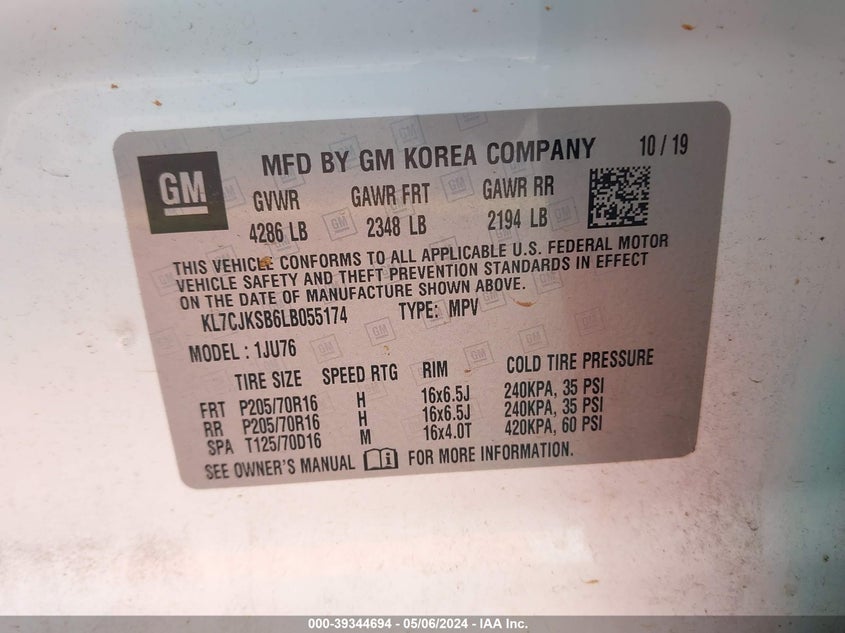 GM
MFD BY GM KOREA COMPANY 10 / 19
GVWR GAWR FRT GAWR RR
4286 LB 2348 LB 2194 LB
THIS VEHICLE CONFORMS TO ALL APPLICABLE U.S. FEDERAL MOTOR
VEHICLE SAFETY AND THEFT PREVENTION STANDARDS IN EFFECT
ON THE DATE OF MANUFACTURE SHOWN ABOVE.
KL7CJKSB6LB055174 TYPE: MPV
MODEL : 1JU76
TIRE SIZE SPEED RTG RIM COLD TIRE PRESSURE
FRT P205/70R16 H 16x6.5J 240KPA, 35 PSI
RR P205/70R16 H 16x6.5J 240KPA, 35 PSI
SPA T125/70D16 M 16x4.0T 420KPA, 60 PSI
SEE OWNER'S MANUAL FOR MORE INFORMATION.
000-39344694 - 05/06/2024 - IAA Inc.